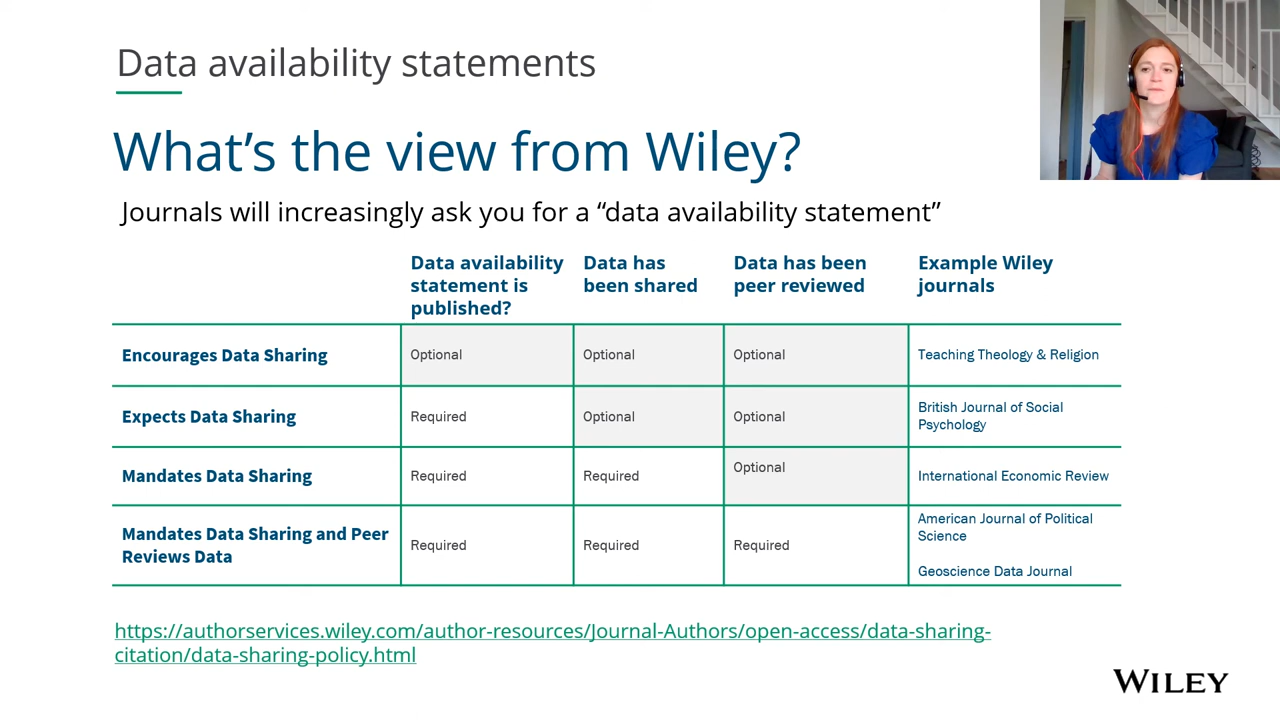 Data availability statements
What’s the view from Wiley?
Journals will increasingly ask you for a “data availability statement”
Data availability statement is published?
Data has been shared
Data has been peer reviewed
Example Wiley journals
Encourages Data Sharing
Optional
Optional
Optional
Teaching Theology & Religion
Expects Data Sharing
Required
Optional
Optional
British Journal of Social
Psychology
Mandates Data Sharing
Required
Required
Optional
International Economic Review
Mandates Data Sharing and Peer
Reviews Data
Required
Required
Required
American Journal of Political
Science
Geoscience Data Journal
https://authorservices.wiley.com/author-resources/Journal-Authors/open-access/data-sharing-
citation/data-sharing-policy.html
WILEY